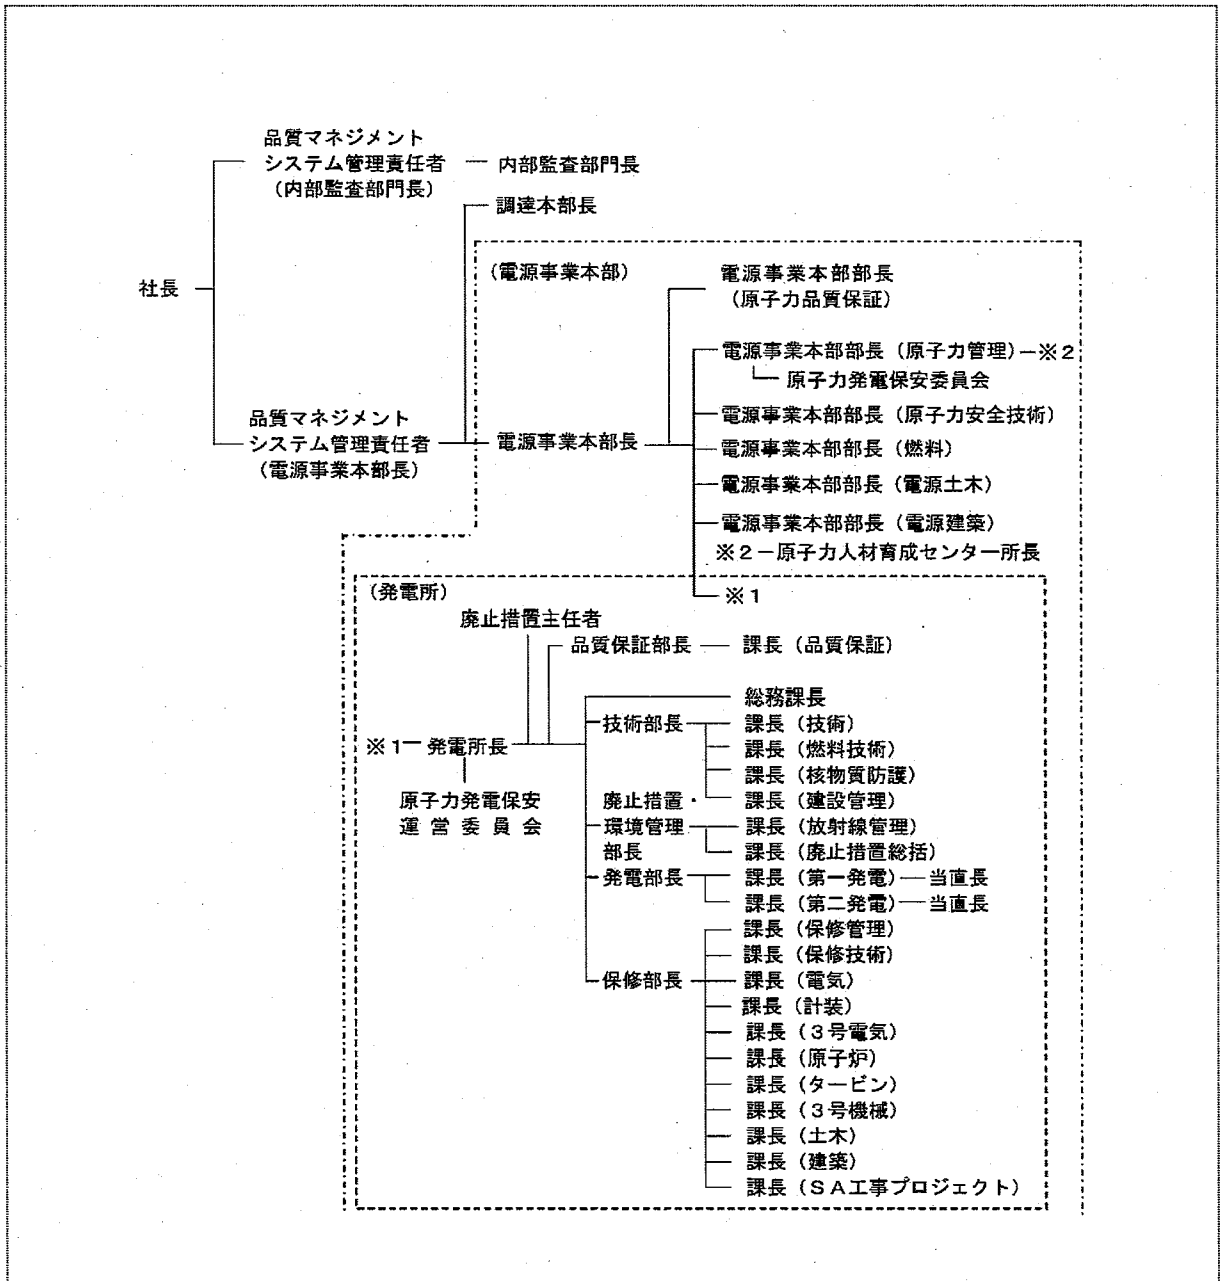 品質マネジメント
システム管理責任者
(内部監査部門長)
内部監査部門長
調達本部長
社長
(電源事業本部)
電源事業本部部長
(原子力品質保証)
電源事業本部部長(原子力管理)-※2
原子力発電保安委員会
品質マネジメント
システム管理責任者
(電源事業本部長)
電源事業本部長
電源事業本部部長(原子力安全技術)
電源事業本部部長(燃料)
電源事業本部部長(電源土木)
電源事業本部部長(電源建築)
※2-原子力人材育成センター所長
※1
(発電所)
廃止措置主任者
品質保証部長
課長(品質保証)
※1-発電所長
原子力発電保安
運営委員会
総務課長
技術部長
課長(技術)
課長(燃料技術)
課長(核物質防護)
課長(建設管理)
廃止措置・
環境管理
部長
課長(放射線管理)
課長(廃止措置総括)
発電部長
課長(第一発電)
当直長
課長(第二発電)
当直長
保修部長
課長(保修管理)
課長(保修技術)
課長(電気)
課長(計装)
課長(3号電気)
課長(原子炉)
課長(タービン)
課長(3号機械)
課長(土木)
課長(建築)
課長(SA工事プロジェクト)